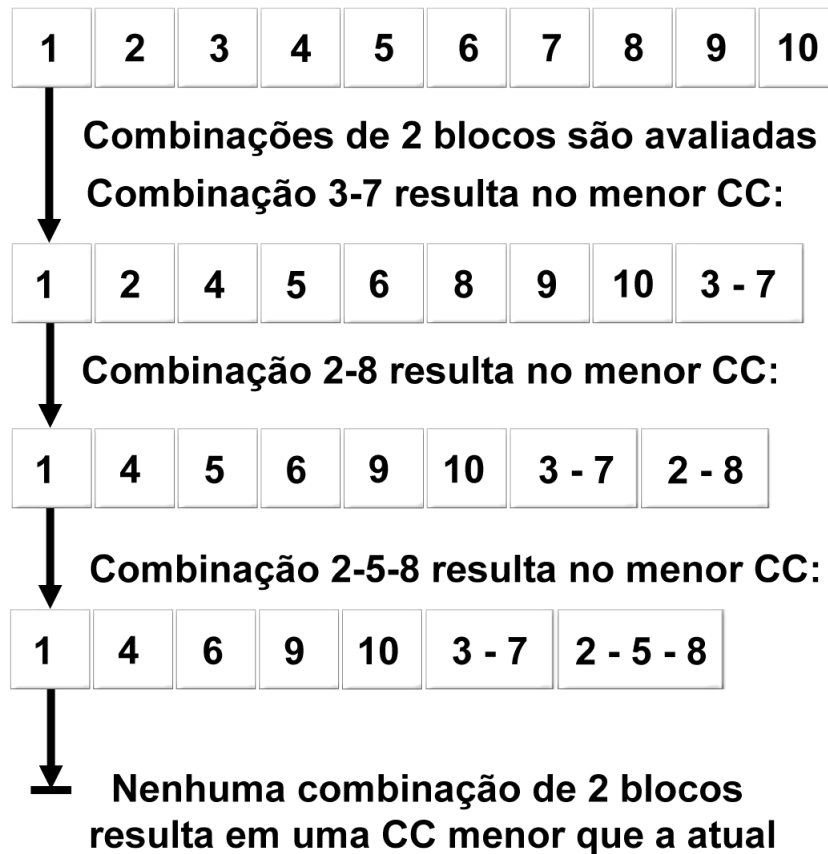 1 2 3 4 5 6 7 8 9 10
Combinações de 2 blocos são avaliadas
Combinação 3-7 resulta no menor CC:
1 2 4 5 6 8 9 10 3 - 7
Combinação 2-8 resulta no menor CC:
1 4 5 6 9 10 3 - 7 2 - 8
Combinação 2-5-8 resulta no menor CC:
1 4 6 9 10 3 - 7 2 - 5 - 8
Nenhuma combinação de 2 blocos
resulta em uma CC menor que a atual